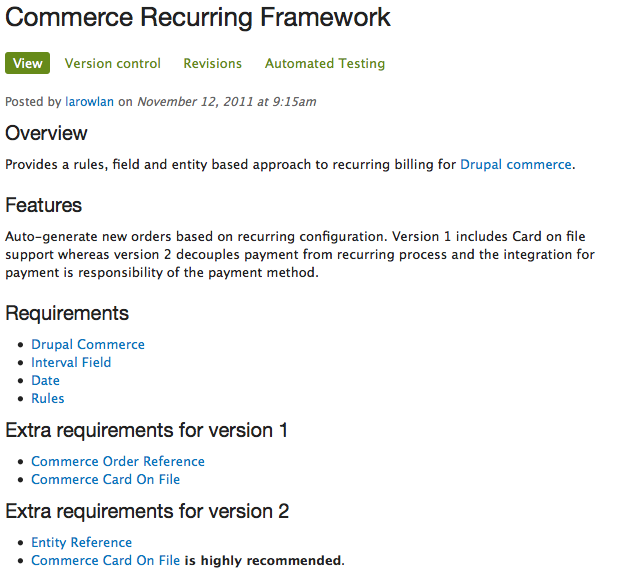 Commerce Recurring Framework
View Version control Revisions Automated Testing
Posted by larowlan on November 12, 2011 at 9:15am
Overview
Provides a rules, field and entity based approach to recurring billing for Drupal commerce.
Features
Auto-generate new orders based on recurring configuration. Version 1 includes Card on file
support whereas version 2 decouples payment from recurring process and the integration for
payment is responsibility of the payment method.
Requirements
• Drupal Commerce
• Interval Field
• Date
• Rules
Extra requirements for version 1
• Commerce Order Reference
• Commerce Card On File
Extra requirements for version 2
• Entity Reference
• Commerce Card On File is highly recommended.